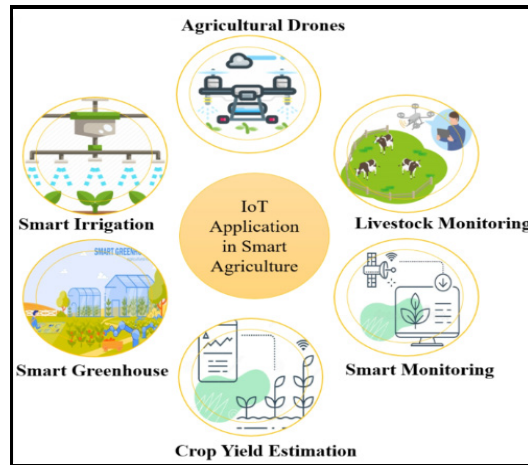 Agricultural Drones
IoT
Application
in Smart
Agriculture
Smart Irrigation
Livestock Monitoring
SMART GREENHOUSE
Smart Greenhouse
Smart Monitoring
Crop Yield Estimation